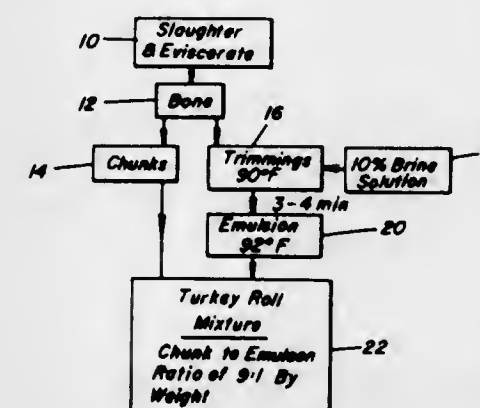 10
Slaughter
& Eviscerate
12
Bone
16
14
Chunks
Trimmings
90°F
10% Brine
Solution
3-4 min
Emulsion
92°F
20
Turkey Roll
Mixture
Chunk to Emulsion
Ratio of 9:1 By
Weight
22